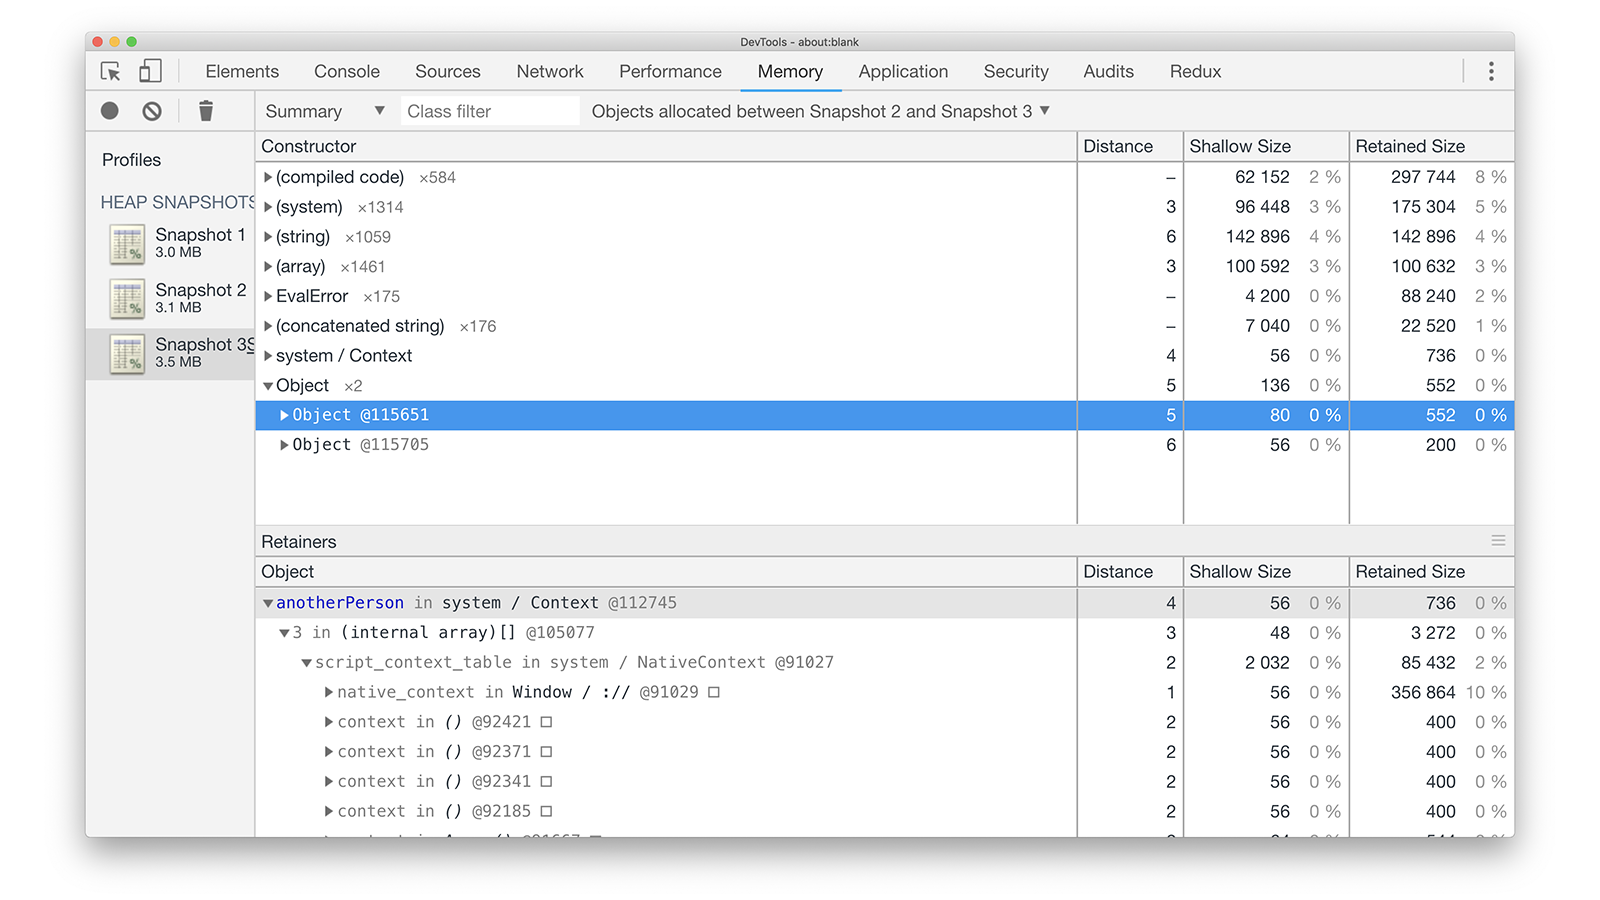 DevTools - about:blank
Elements Console Sources Network Performance Memory Application Security Audits Redux
Summary ▼ Class filter Objects allocated between Snapshot 2 and Snapshot 3 ▼
Profiles
HEAP SNAPSHOTS
Snapshot 1
3.0 MB
Snapshot 2
3.1 MB
Snapshot 3S
3.5 MB
Constructor Distance Shallow Size Retained Size
▶(compiled code) ×584 – 62 152 2 % 297 744 8 %
▶(system) ×1314 3 96 448 3 % 175 304 5 %
▶(string) ×1059 6 142 896 4 % 142 896 4 %
▶(array) ×1461 3 100 592 3 % 100 632 3 %
▶EvalError ×175 – 4 200 0 % 88 240 2 %
▶(concatenated string) ×176 – 7 040 0 % 22 520 1 %
▶system / Context 4 56 0 % 736 0 %
▼Object ×2 5 136 0 % 552 0 %
▶Object @115651 5 80 0 % 552 0 %
▶Object @115705 6 56 0 % 200 0 %
Retainers
Object Distance Shallow Size Retained Size
▼anotherPerson in system / Context @112745 4 56 0 % 736 0 %
▼3 in (internal array)[] @105077 3 48 0 % 3 272 0 %
▼script_context_table in system / NativeContext @91027 2 2 032 0 % 85 432 2 %
▶native_context in Window / :// @91029 □ 1 56 0 % 356 864 10 %
▶context in () @92421 □ 2 56 0 % 400 0 %
▶context in () @92371 □ 2 56 0 % 400 0 %
▶context in () @92341 □ 2 56 0 % 400 0 %
▶context in () @92185 □ 2 56 0 % 400 0 %